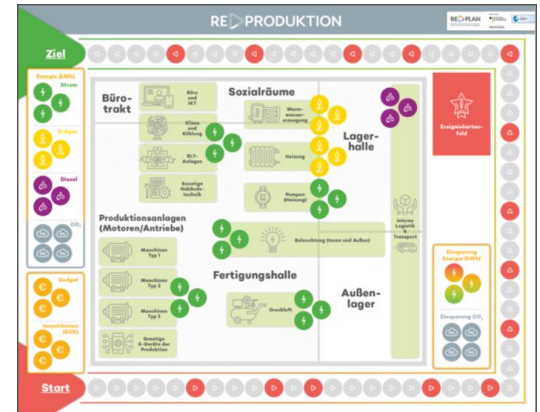 RE▷PRODUKTION
RE▷PLAN
Ziel
Energie (kWh)
Strom
Erdgas
Diesel
CO₂
Budget
Investitionen
(EUR)
Start
Büro-
trakt
Büro
und
IKT
Klima
und
Kühlung
RLT-
Anlagen
Sonstige
Gebäude-
technik
Sozialräume
Warm-
wasser-
erzeugung
Heizung
Pumpen
(Heizung)
Lager-
halle
Interne
Logistik
&
Transport
Ereigniskarten-
feld
Produktionsanlagen
(Motoren/Antriebe)
Maschinen
Typ 1
Maschinen
Typ 2
Maschinen
Typ 3
Sonstige
E-Geräte der
Produktion
Beleuchtung (Innen und Außen)
Fertigungshalle
Druckluft
Außen-
lager
Einsparung
Energie (kWh)
Einsparung CO₂